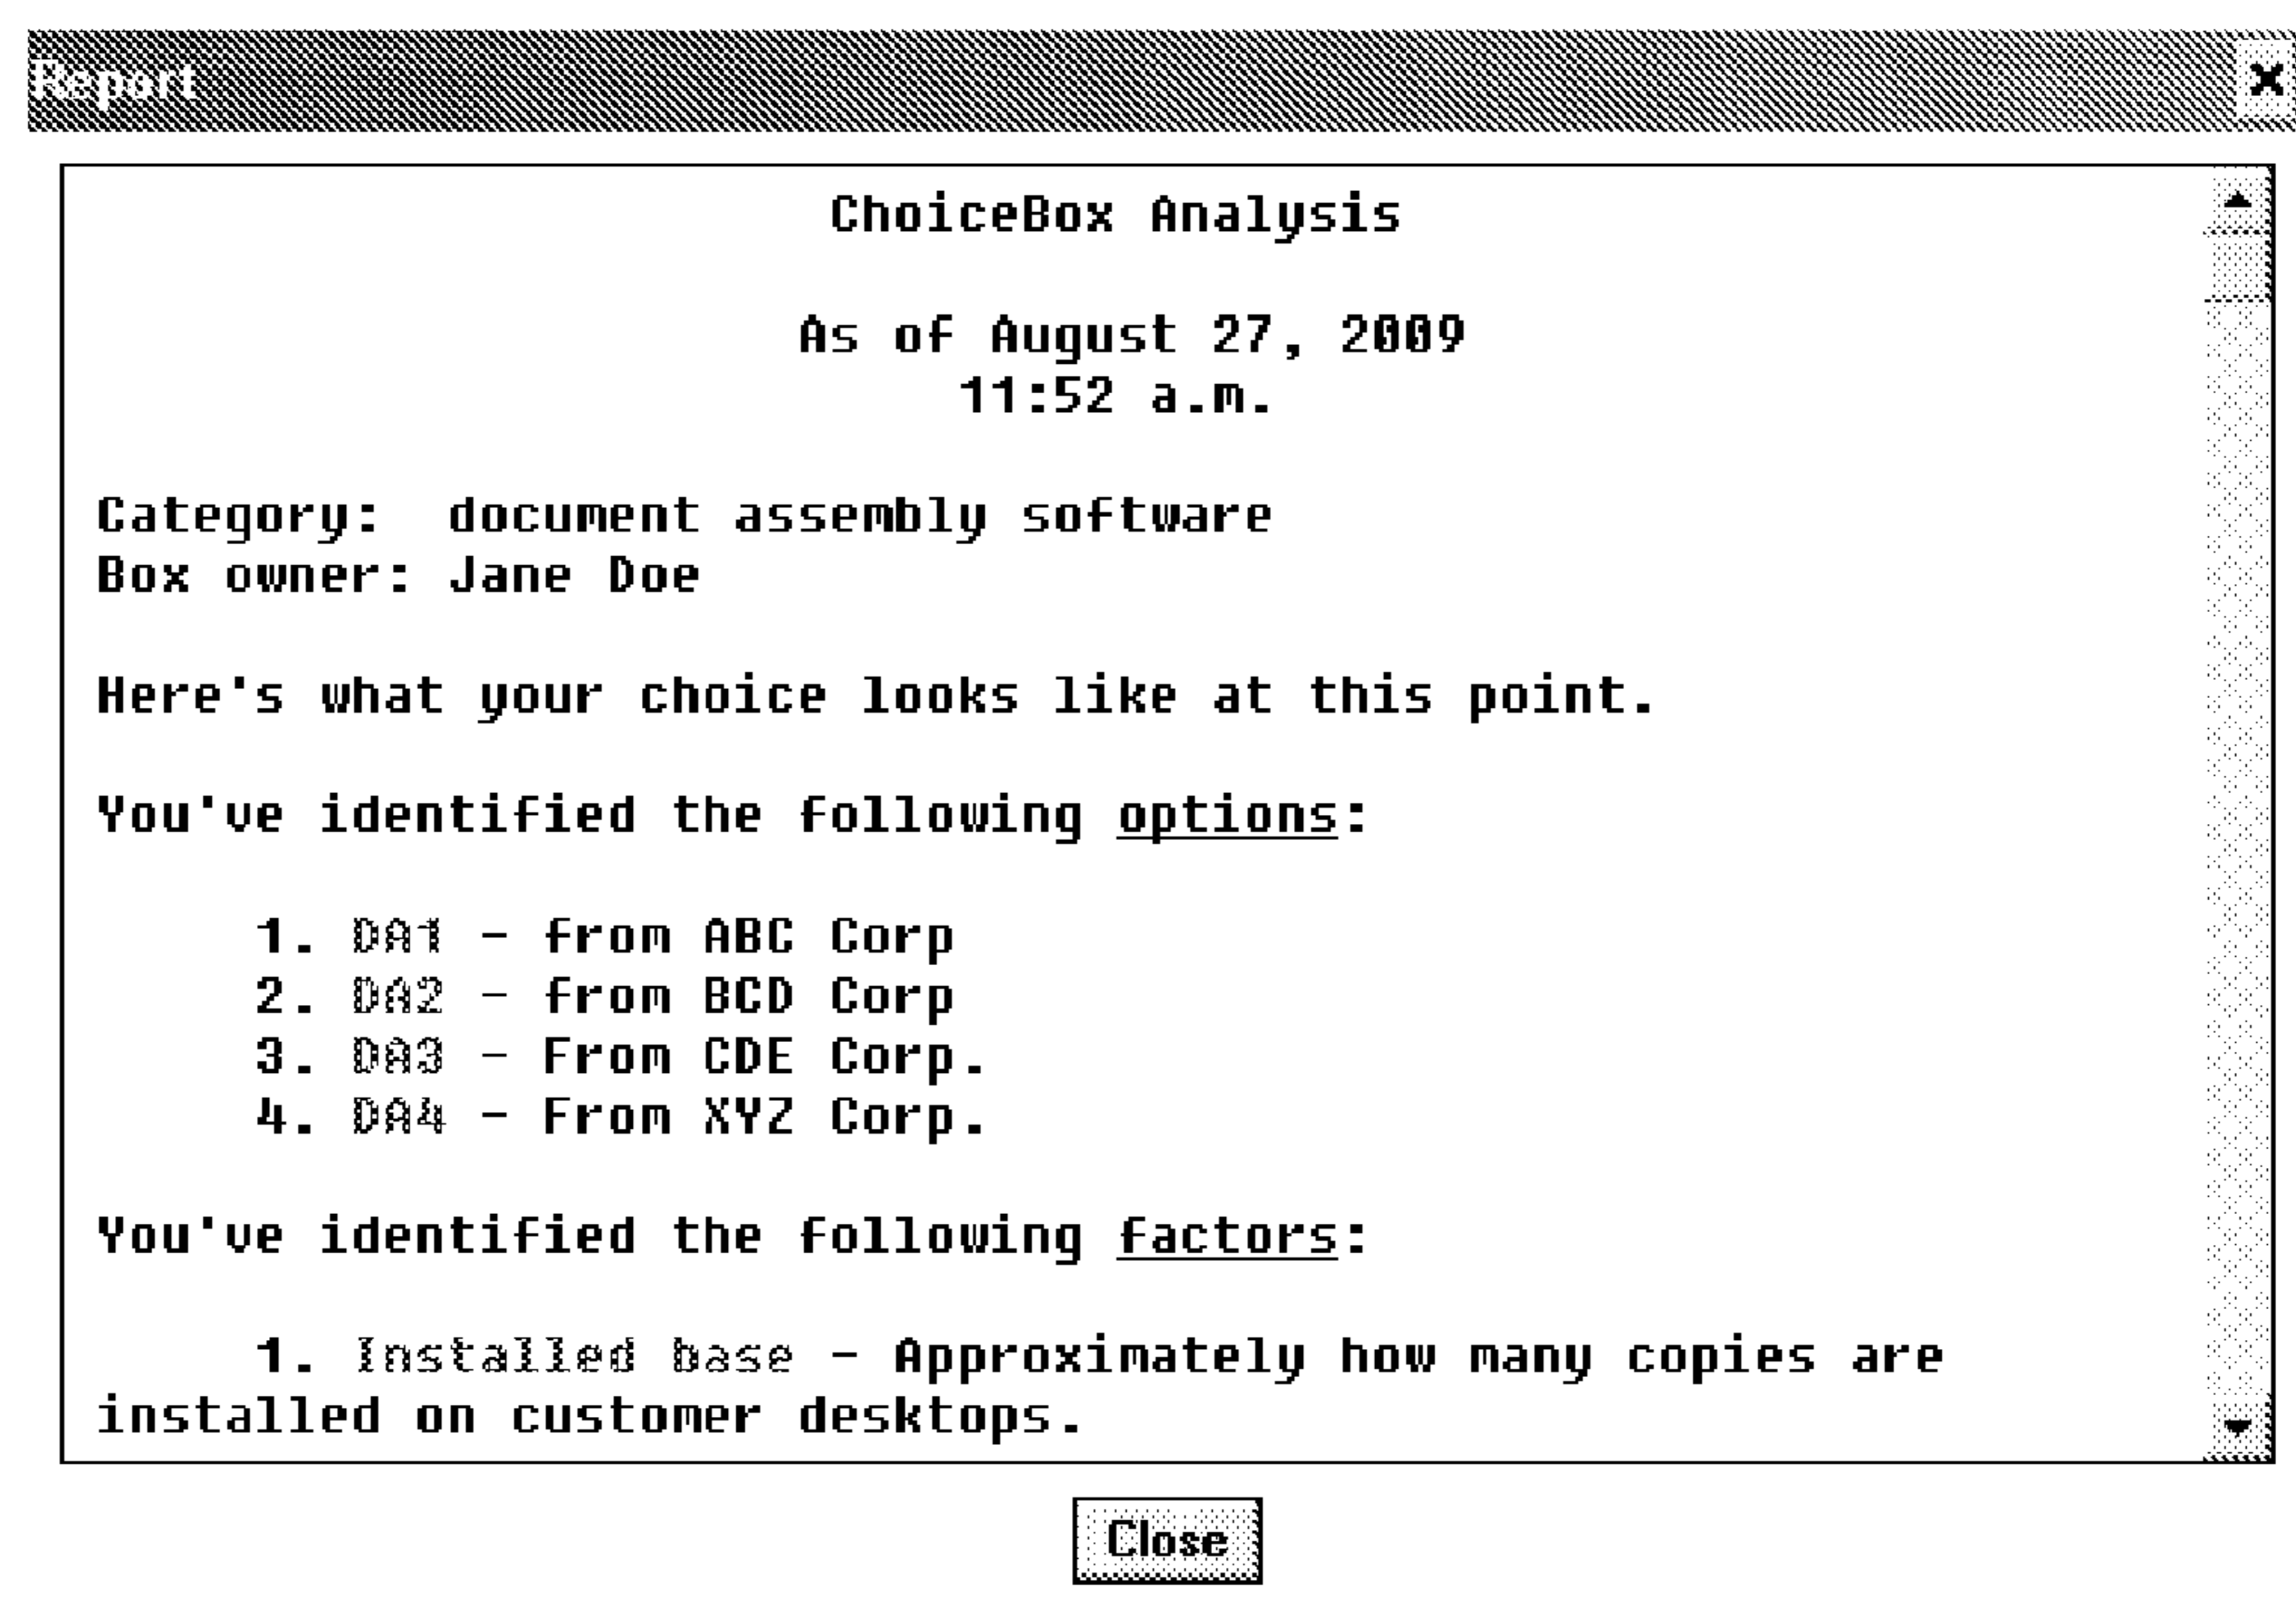 Report
ChoiceBox Analysis
As of August 27, 2009
11:52 a.m.
Category: document assembly software
Box owner: Jane Doe
Here's what your choice looks like at this point.
You've identified the following options:
1. DA1 - from ABC Corp
2. DA2 - from BCD Corp
3. DA3 - From CDE Corp.
4. DA4 - From XYZ Corp.
You've identified the following factors:
1. Installed base - Approximately how many copies are
installed on customer desktops.
Close